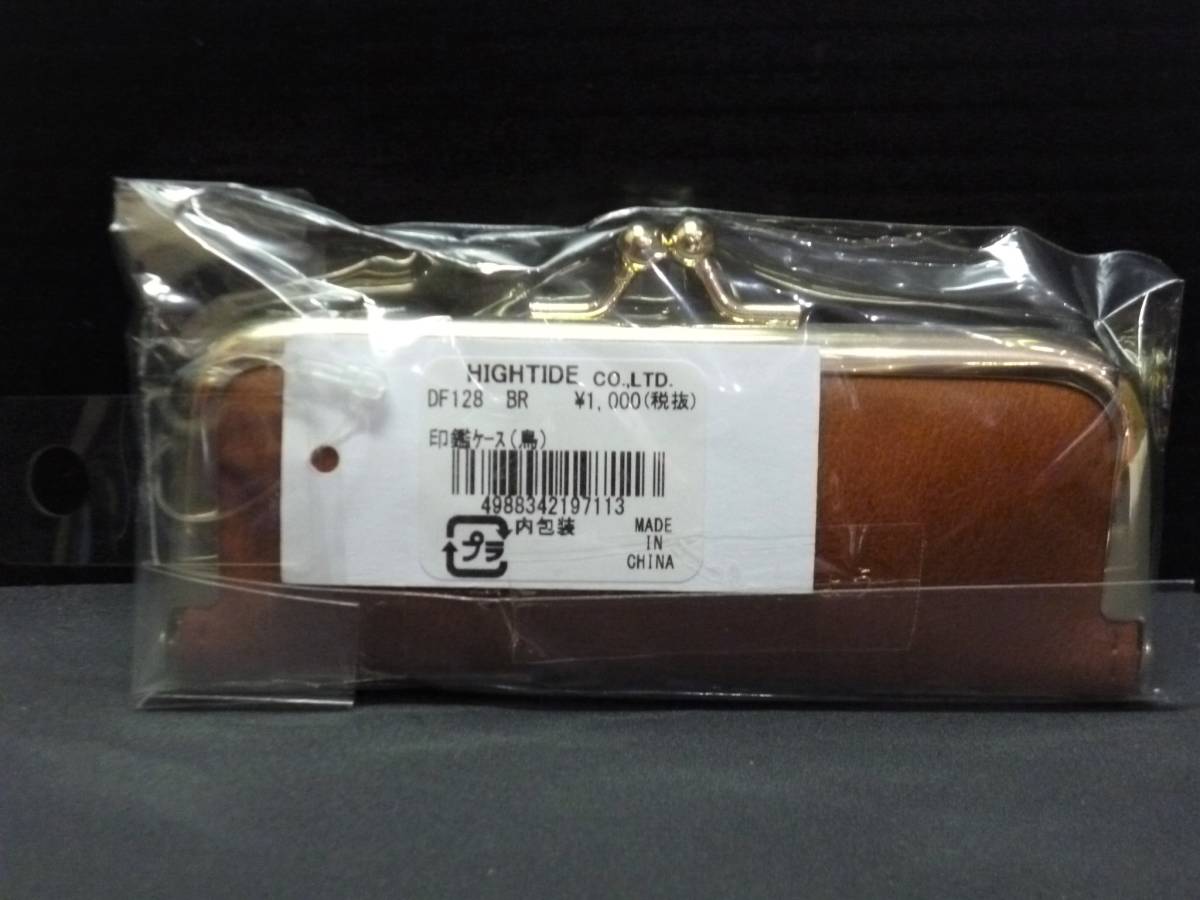 HIGHTIDE CO.,LTD.
DF128 BR ¥1,000(税抜)
印鑑ケース(鳥)
4988342197113
プラ 内包装
MADE
IN
CHINA